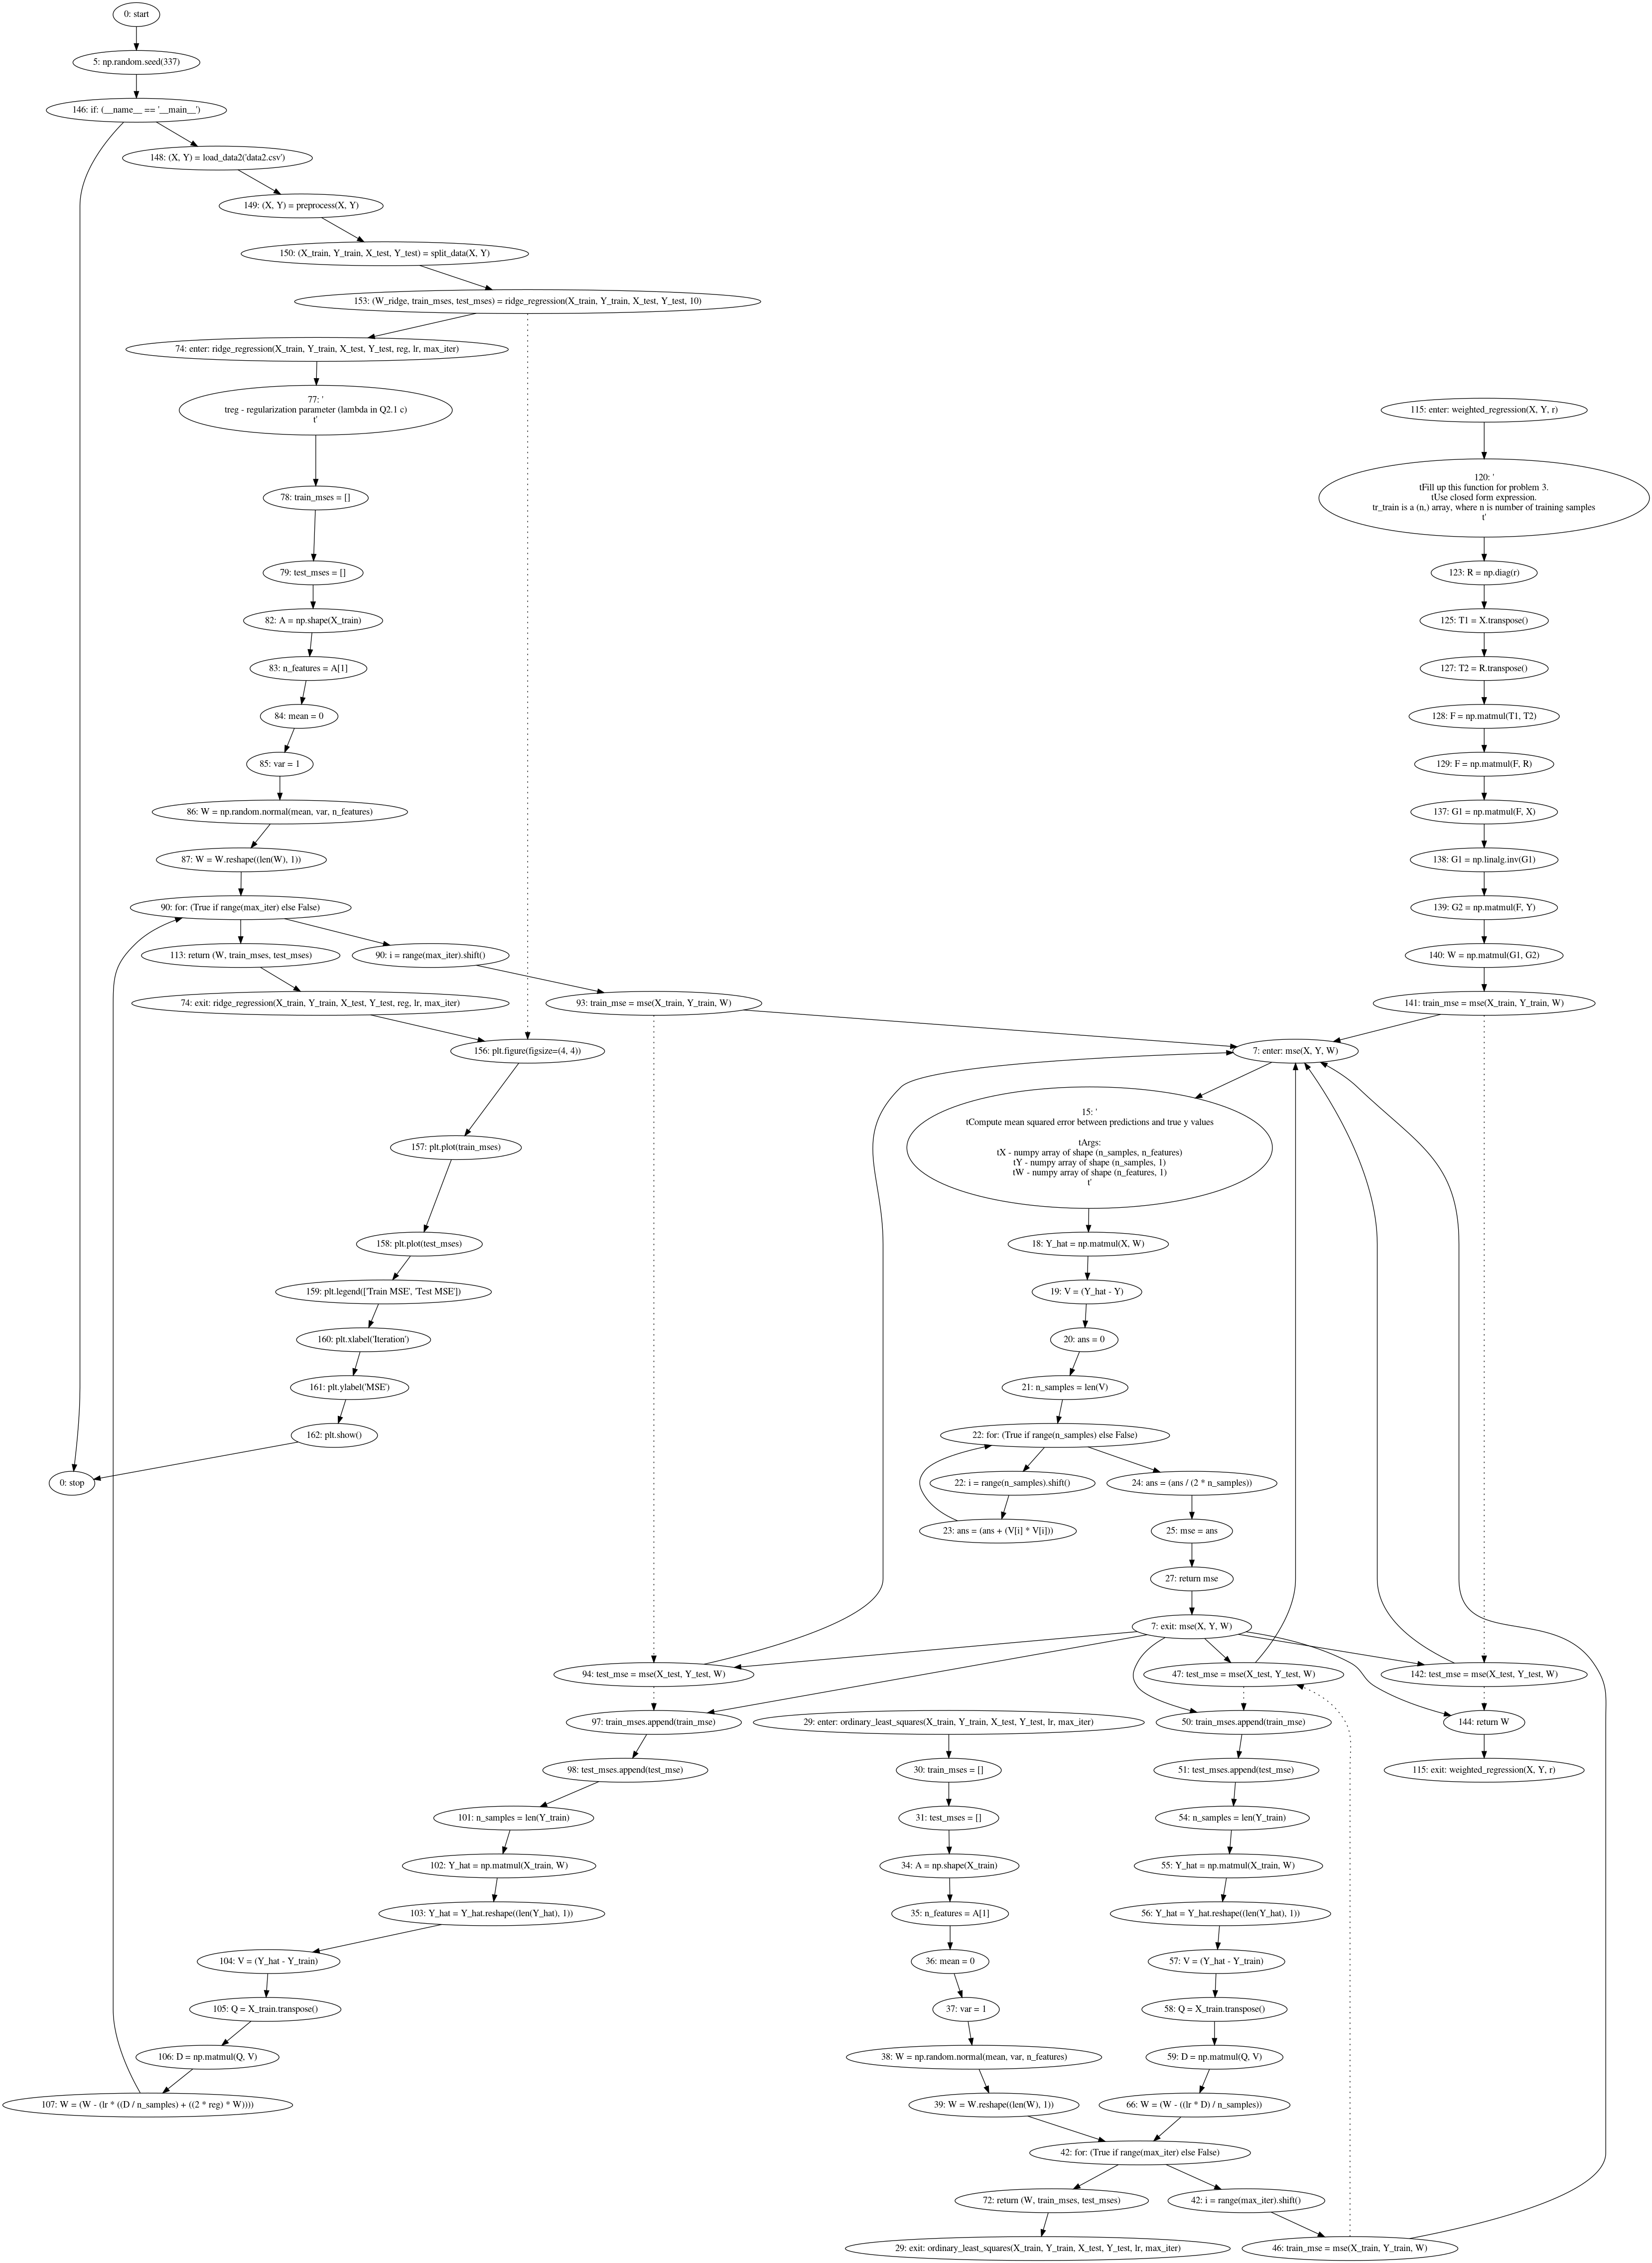 0: start
5: np.random.seed(337)
146: if: (__name__ == '__main__')
148: (X, Y) = load_data2('data2.csv')
149: (X, Y) = preprocess(X, Y)
150: (X_train, Y_train, X_test, Y_test) = split_data(X, Y)
153: (W_ridge, train_mses, test_mses) = ridge_regression(X_train, Y_train, X_test, Y_test, 10)
74: enter: ridge_regression(X_train, Y_train, X_test, Y_test, reg, lr, max_iter)
77: '
treg - regularization parameter (lambda in Q2.1 c)
t'
78: train_mses = []
79: test_mses = []
82: A = np.shape(X_train)
83: n_features = A[1]
84: mean = 0
85: var = 1
86: W = np.random.normal(mean, var, n_features)
87: W = W.reshape((len(W), 1))
90: for: (True if range(max_iter) else False)
113: return (W, train_mses, test_mses)
90: i = range(max_iter).shift()
74: exit: ridge_regression(X_train, Y_train, X_test, Y_test, reg, lr, max_iter)
93: train_mse = mse(X_train, Y_train, W)
156: plt.figure(figsize=(4, 4))
157: plt.plot(train_mses)
158: plt.plot(test_mses)
159: plt.legend(['Train MSE', 'Test MSE'])
160: plt.xlabel('Iteration')
161: plt.ylabel('MSE')
162: plt.show()
0: stop
115: enter: weighted_regression(X, Y, r)
120: '
tFill up this function for problem 3.
tUse closed form expression.
tr_train is a (n,) array, where n is number of training samples
t'
123: R = np.diag(r)
125: T1 = X.transpose()
127: T2 = R.transpose()
128: F = np.matmul(T1, T2)
129: F = np.matmul(F, R)
137: G1 = np.matmul(F, X)
138: G1 = np.linalg.inv(G1)
139: G2 = np.matmul(F, Y)
140: W = np.matmul(G1, G2)
141: train_mse = mse(X_train, Y_train, W)
7: enter: mse(X, Y, W)
15: '
tCompute mean squared error between predictions and true y values
tArgs:
tX - numpy array of shape (n_samples, n_features)
tY - numpy array of shape (n_samples, 1)
tW - numpy array of shape (n_features, 1)
t'
18: Y_hat = np.matmul(X, W)
19: V = (Y_hat - Y)
20: ans = 0
21: n_samples = len(V)
22: for: (True if range(n_samples) else False)
22: i = range(n_samples).shift()
24: ans = (ans / (2 * n_samples))
23: ans = (ans + (V[i] * V[i]))
25: mse = ans
27: return mse
7: exit: mse(X, Y, W)
94: test_mse = mse(X_test, Y_test, W)
47: test_mse = mse(X_test, Y_test, W)
142: test_mse = mse(X_test, Y_test, W)
97: train_mses.append(train_mse)
29: enter: ordinary_least_squares(X_train, Y_train, X_test, Y_test, lr, max_iter)
50: train_mses.append(train_mse)
144: return W
98: test_mses.append(test_mse)
30: train_mses = []
51: test_mses.append(test_mse)
115: exit: weighted_regression(X, Y, r)
101: n_samples = len(Y_train)
31: test_mses = []
54: n_samples = len(Y_train)
102: Y_hat = np.matmul(X_train, W)
34: A = np.shape(X_train)
55: Y_hat = np.matmul(X_train, W)
103: Y_hat = Y_hat.reshape((len(Y_hat), 1))
35: n_features = A[1]
56: Y_hat = Y_hat.reshape((len(Y_hat), 1))
104: V = (Y_hat - Y_train)
36: mean = 0
57: V = (Y_hat - Y_train)
105: Q = X_train.transpose()
37: var = 1
58: Q = X_train.transpose()
106: D = np.matmul(Q, V)
38: W = np.random.normal(mean, var, n_features)
59: D = np.matmul(Q, V)
107: W = (W - (lr * ((D / n_samples) + ((2 * reg) * W))))
39: W = W.reshape((len(W), 1))
66: W = (W - ((lr * D) / n_samples))
42: for: (True if range(max_iter) else False)
72: return (W, train_mses, test_mses)
42: i = range(max_iter).shift()
29: exit: ordinary_least_squares(X_train, Y_train, X_test, Y_test, lr, max_iter)
46: train_mse = mse(X_train, Y_train, W)